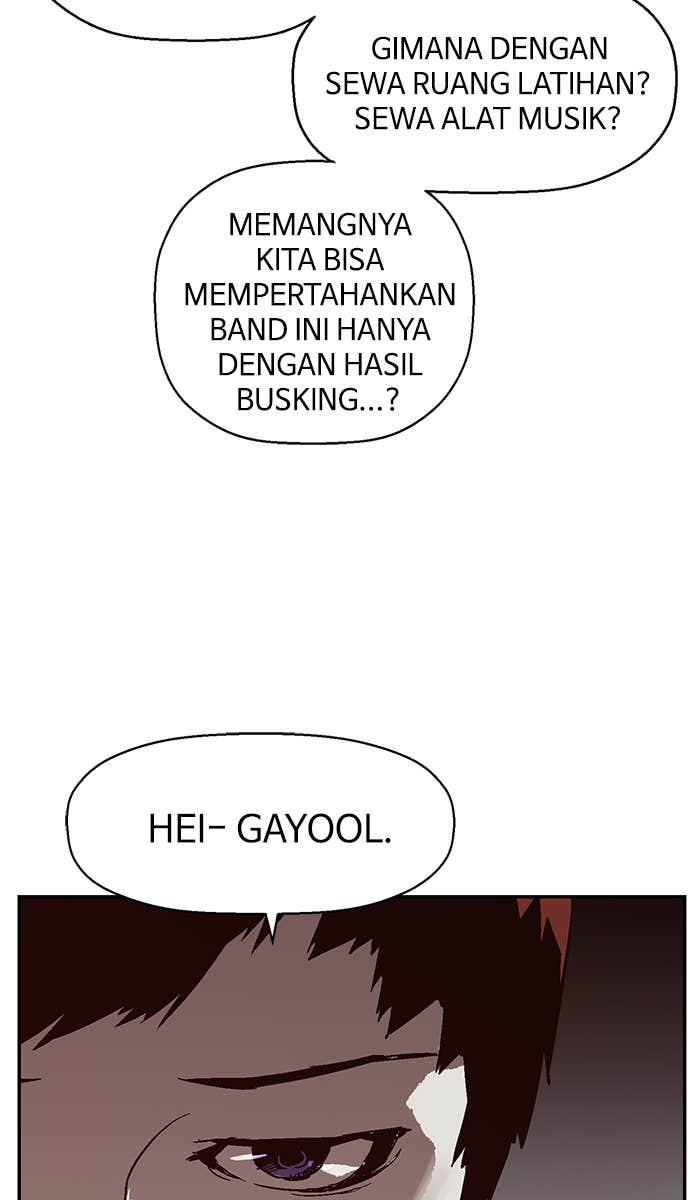 GIMANA DENGAN
SEWA RUANG LATIHAN?
SEWA ALAT MUSIK?
MEMANGNYA
KITA BISA
MEMPERTAHANKAN
BAND INI HANYA
DENGAN HASIL
BUSKING...?
HEI- GAYOOL.